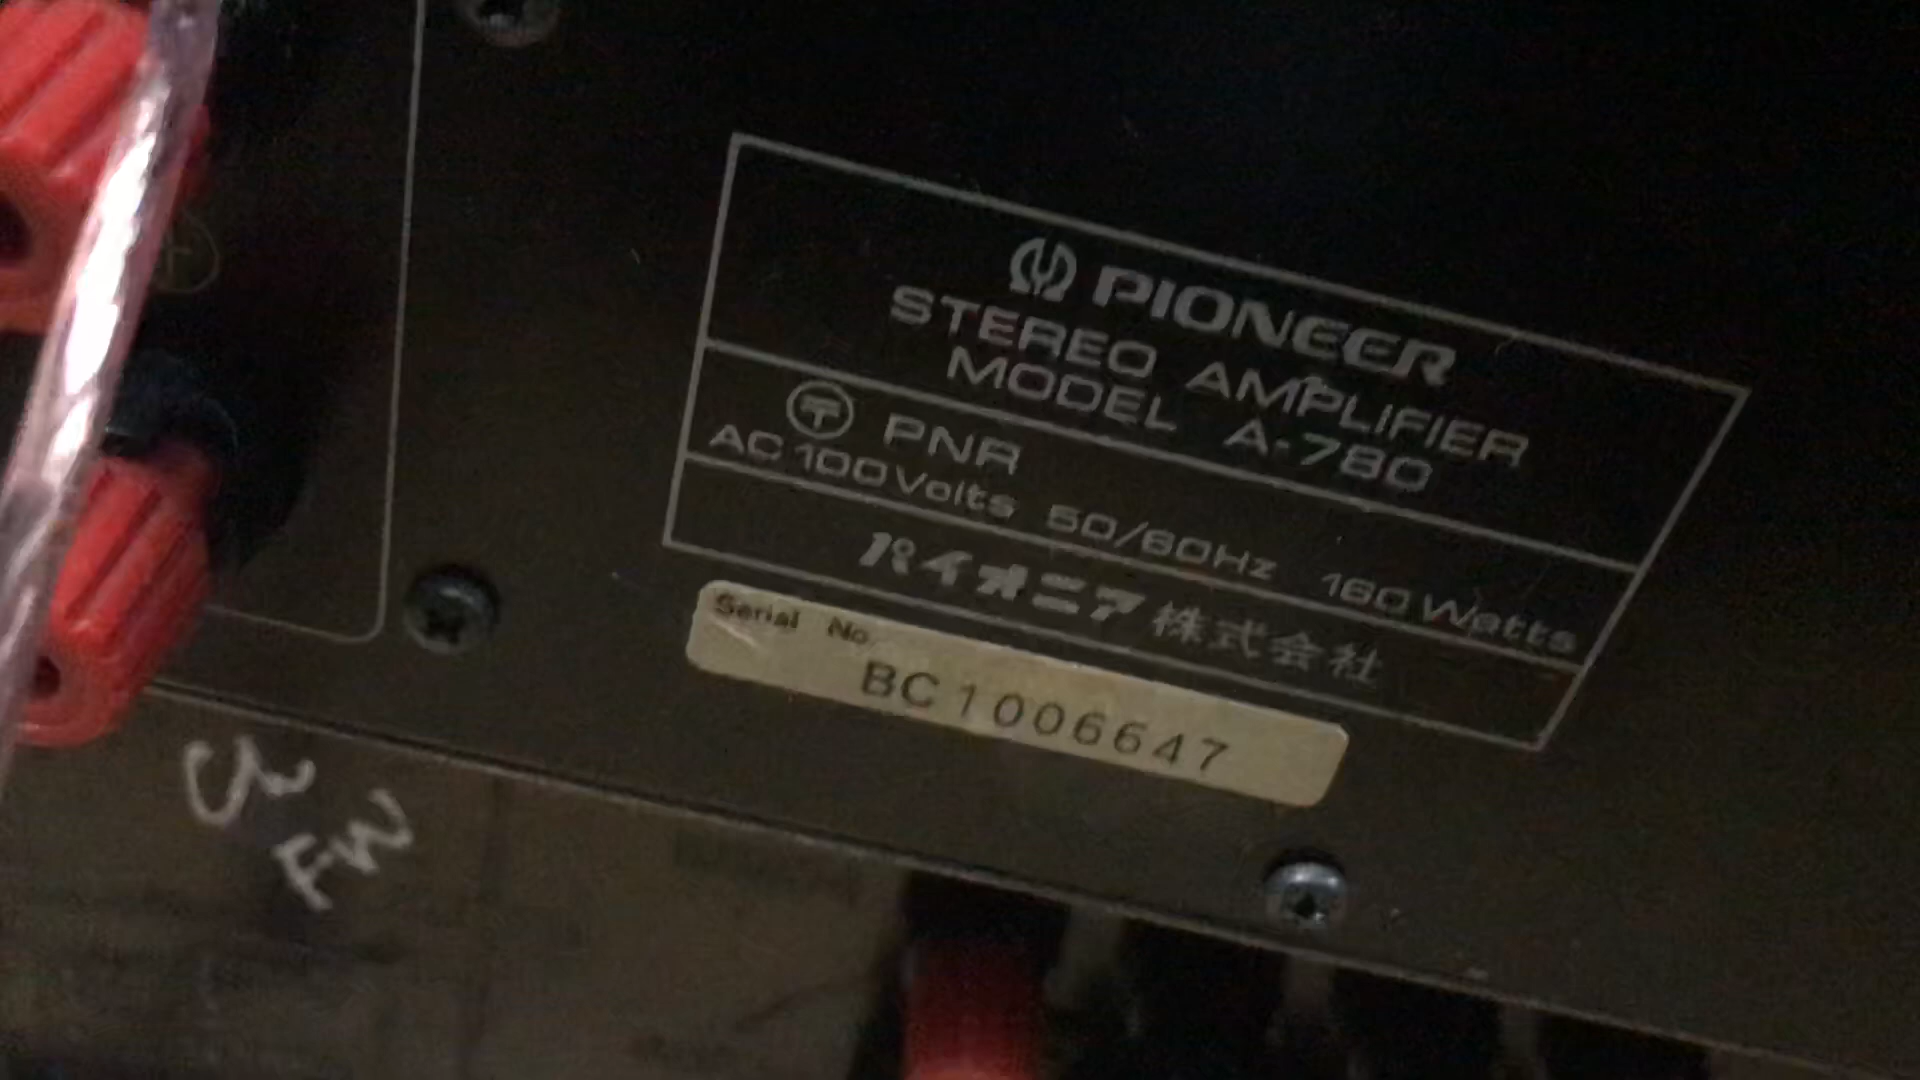 PIONEER
STEREO AMPLIFIER
MODEL A-780
〒 PNR
AC 100 Volts 50/60Hz 160 Watts
パイオニア株式会社
Serial No.
BC1006647
FW